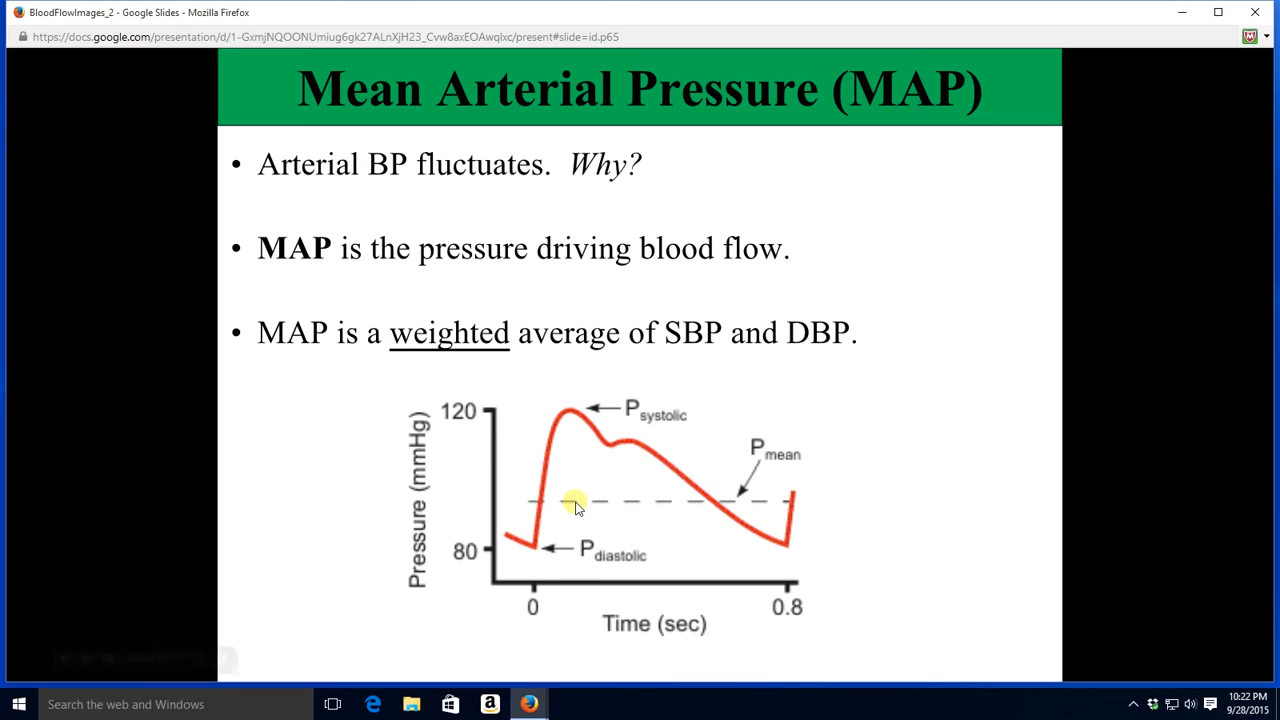 BloodFlowImages_2 - Google Slides - Mozilla Firefox
https://docs.google.com/presentation/d/1-GxmjNQOONUmiug6gk27ALnXjH23_Cvw8axEOAwqIxc/present#slide=id.p65
Mean Arterial Pressure (MAP)
• Arterial BP fluctuates. Why?
• MAP is the pressure driving blood flow.
• MAP is a weighted average of SBP and DBP.
120
P systolic
P mean
Pressure (mmHg)
80
P diastolic
0
0.8
Time (sec)
Search the web and Windows
10:22 PM
9/28/2015